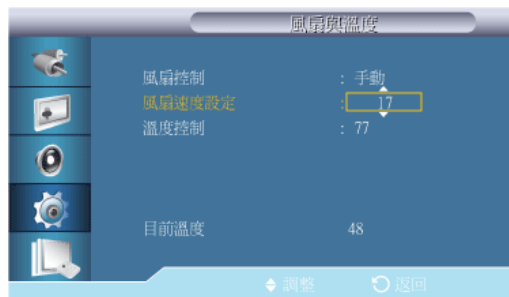 風扇與溫度
風扇控制 : 手動
風扇速度設定 : 17
溫度控制 : 77
目前溫度 48
調整 返回